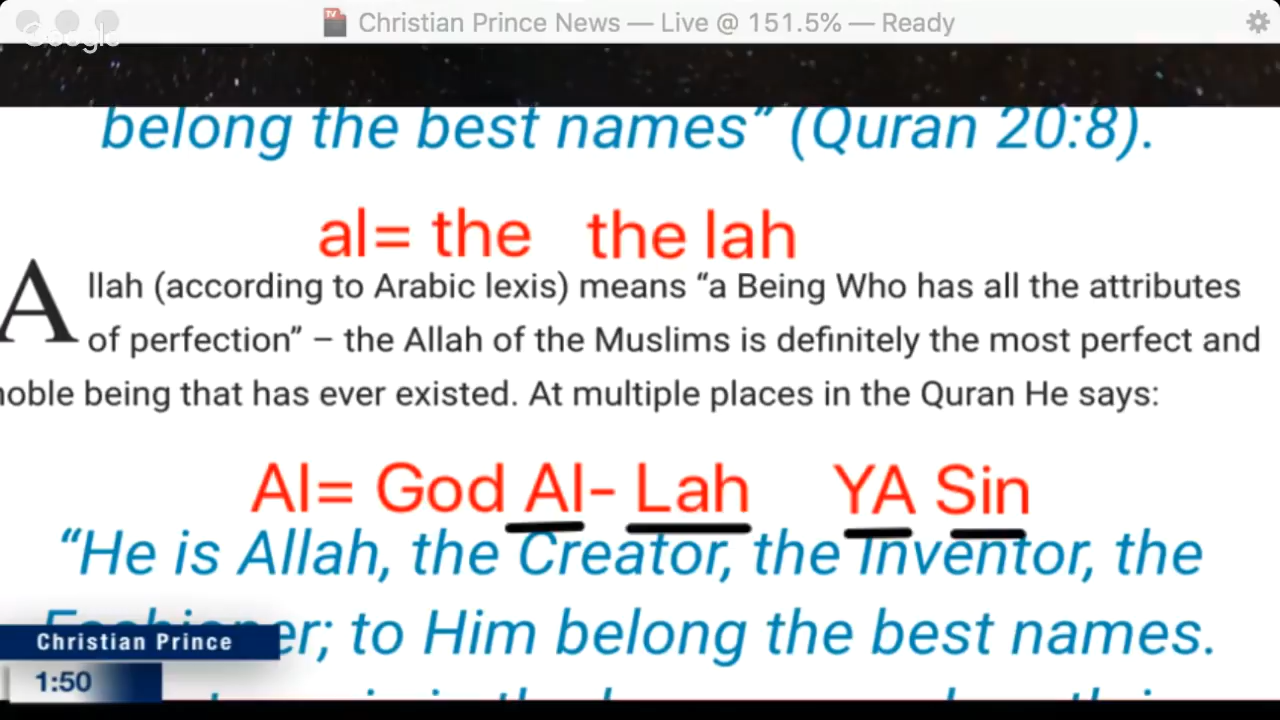 Christian Prince News — Live @ 151.5% — Ready
Google
belong the best names” (Quran 20:8).
al= the the lah
Allah (according to Arabic lexis) means “a Being Who has all the attributes
of perfection” – the Allah of the Muslims is definitely the most perfect and
noble being that has ever existed. At multiple places in the Quran He says:
Al= God Al- Lah YA Sin
“He is Allah, the Creator, the Inventor, the
Fashioner; to Him belong the best names.
Christian Prince
1:50